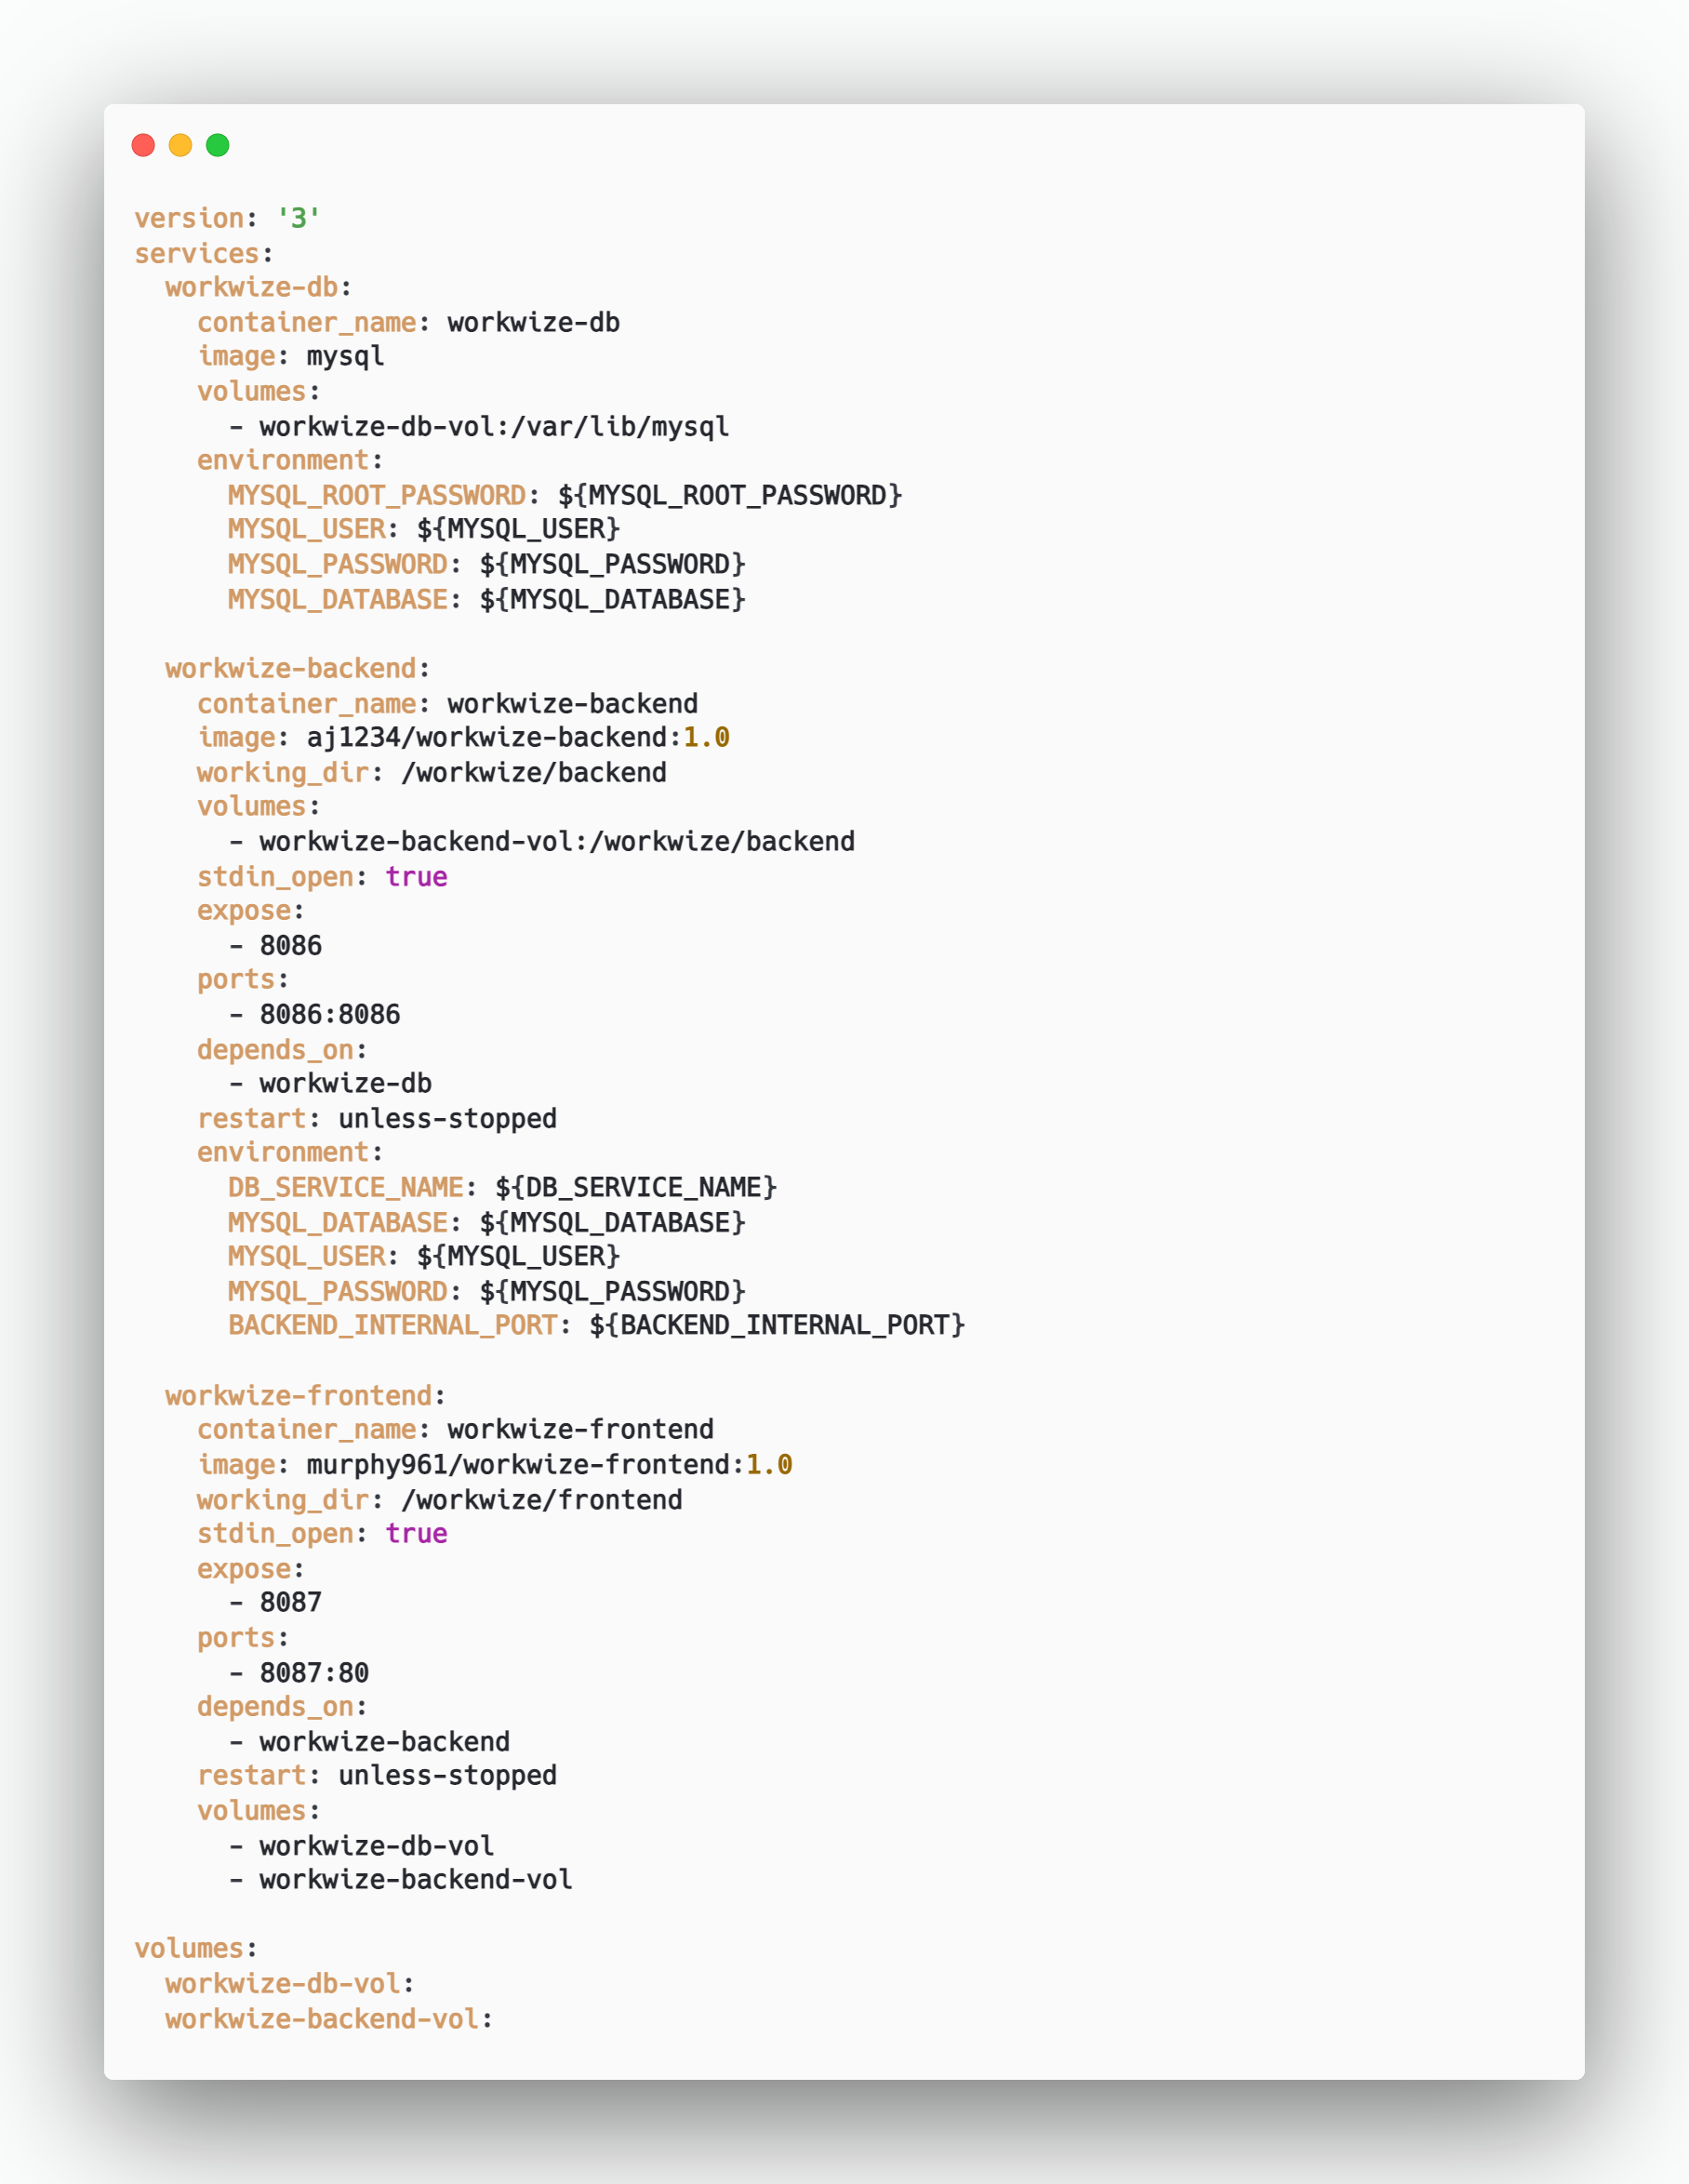 version: '3'
services:
  workwize-db:
    container_name: workwize-db
    image: mysql
    volumes:
      - workwize-db-vol:/var/lib/mysql
    environment:
      MYSQL_ROOT_PASSWORD: ${MYSQL_ROOT_PASSWORD}
      MYSQL_USER: ${MYSQL_USER}
      MYSQL_PASSWORD: ${MYSQL_PASSWORD}
      MYSQL_DATABASE: ${MYSQL_DATABASE}

  workwize-backend:
    container_name: workwize-backend
    image: aj1234/workwize-backend:1.0
    working_dir: /workwize/backend
    volumes:
      - workwize-backend-vol:/workwize/backend
    stdin_open: true
    expose:
      - 8086
    ports:
      - 8086:8086
    depends_on:
      - workwize-db
    restart: unless-stopped
    environment:
      DB_SERVICE_NAME: ${DB_SERVICE_NAME}
      MYSQL_DATABASE: ${MYSQL_DATABASE}
      MYSQL_USER: ${MYSQL_USER}
      MYSQL_PASSWORD: ${MYSQL_PASSWORD}
      BACKEND_INTERNAL_PORT: ${BACKEND_INTERNAL_PORT}

  workwize-frontend:
    container_name: workwize-frontend
    image: murphy961/workwize-frontend:1.0
    working_dir: /workwize/frontend
    stdin_open: true
    expose:
      - 8087
    ports:
      - 8087:80
    depends_on:
      - workwize-backend
    restart: unless-stopped
    volumes:
      - workwize-db-vol
      - workwize-backend-vol

volumes:
  workwize-db-vol:
  workwize-backend-vol: